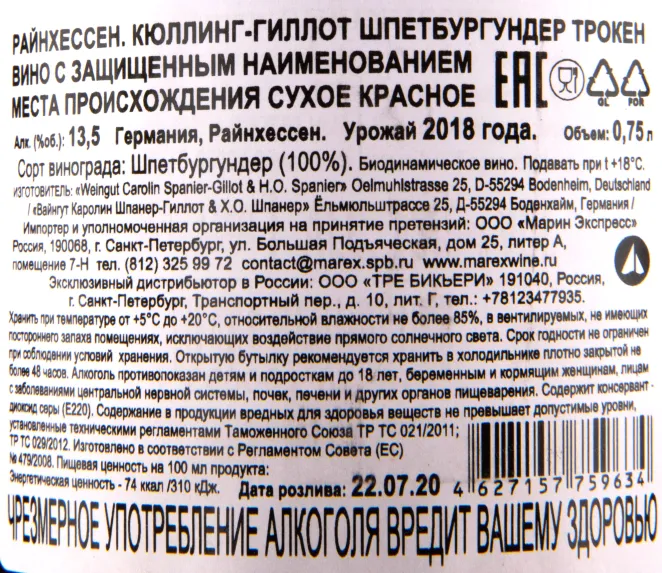 РАЙНХЕССЕН. КЮЛЛИНГ-ГИЛЛОТ ШПЕТБУРГУНДЕР ТРОКЕН
ВИНО С ЗАЩИЩЕННЫМ НАИМЕНОВАНИЕМ
МЕСТА ПРОИСХОЖДЕНИЯ СУХОЕ КРАСНОЕ
EAC
GL
FOR
Алк. (%об.): 13,5 Германия, Райнхессен. Урожай 2018 года. Объем: 0,75л
Сорт винограда: Шпетбургундер (100%). Биодинамическое вино. Подавать при t +18°С.
ИЗГОТОВИТЕЛЬ: «Weingut Carolin Spanier-Gillot & H.O. Spanier» Oelmuhlstrasse 25, D-55294 Bodenheim, Deutschland
/ «Вайнгут Каролин Шпанер-Гиллот & Х.О. Шпанер» Ёльмюльштрассе 25, Д-55294 Боденхайм, Германия /
Импортер и уполномоченная организация на принятие претензий: ООО «Марин Экспресс»
Россия, 190068, г. Санкт-Петербург, ул. Большая Подъяческая, дом 25, литер А,
помещение 7-Н тел. (812) 325 99 72 contact@marex.spb.ru www.marexwine.ru
Эксклюзивный дистрибьютор в России: ООО «ТРЕ БИКЬЕРИ» 191040, Россия,
г. Санкт-Петербург, Транспортный пер., д. 10, лит. Г, тел.: +78123477935.
Хранить при температуре от +5°С до +20°С, относительной влажности не более 85%, в вентилируемых, не имеющих
постороннего запаха помещениях, исключающих воздействие прямого солнечного света. Срок годности не ограничен
при соблюдении условий хранения. Открытую бутылку рекомендуется хранить в холодильнике плотно закрытой не
более 48 часов. Алкоголь противопоказан детям и подросткам до 18 лет, беременным и кормящим женщинам, лицам
с заболеваниями центральной нервной системы, почек, печени и других органов пищеварения. Содержит консервант -
диоксид серы (Е220). Содержание в продукции вредных для здоровья веществ не превышает допустимые уровни,
установленные техническими регламентами Таможенного Союза ТР ТС 021/2011;
ТР ТС 029/2012. Изготовлено в соответствии с Регламентом Совета (ЕС)
№ 479/2008. Пищевая ценность на 100 мл продукта:
Энергетическая ценность - 74 ккал /310 кДж. Дата розлива: 22.07.20
4 627157 759634
ЧРЕЗМЕРНОЕ УПОТРЕБЛЕНИЕ АЛКОГОЛЯ ВРЕДИТ ВАШЕМУ ЗДОРОВЬЮ